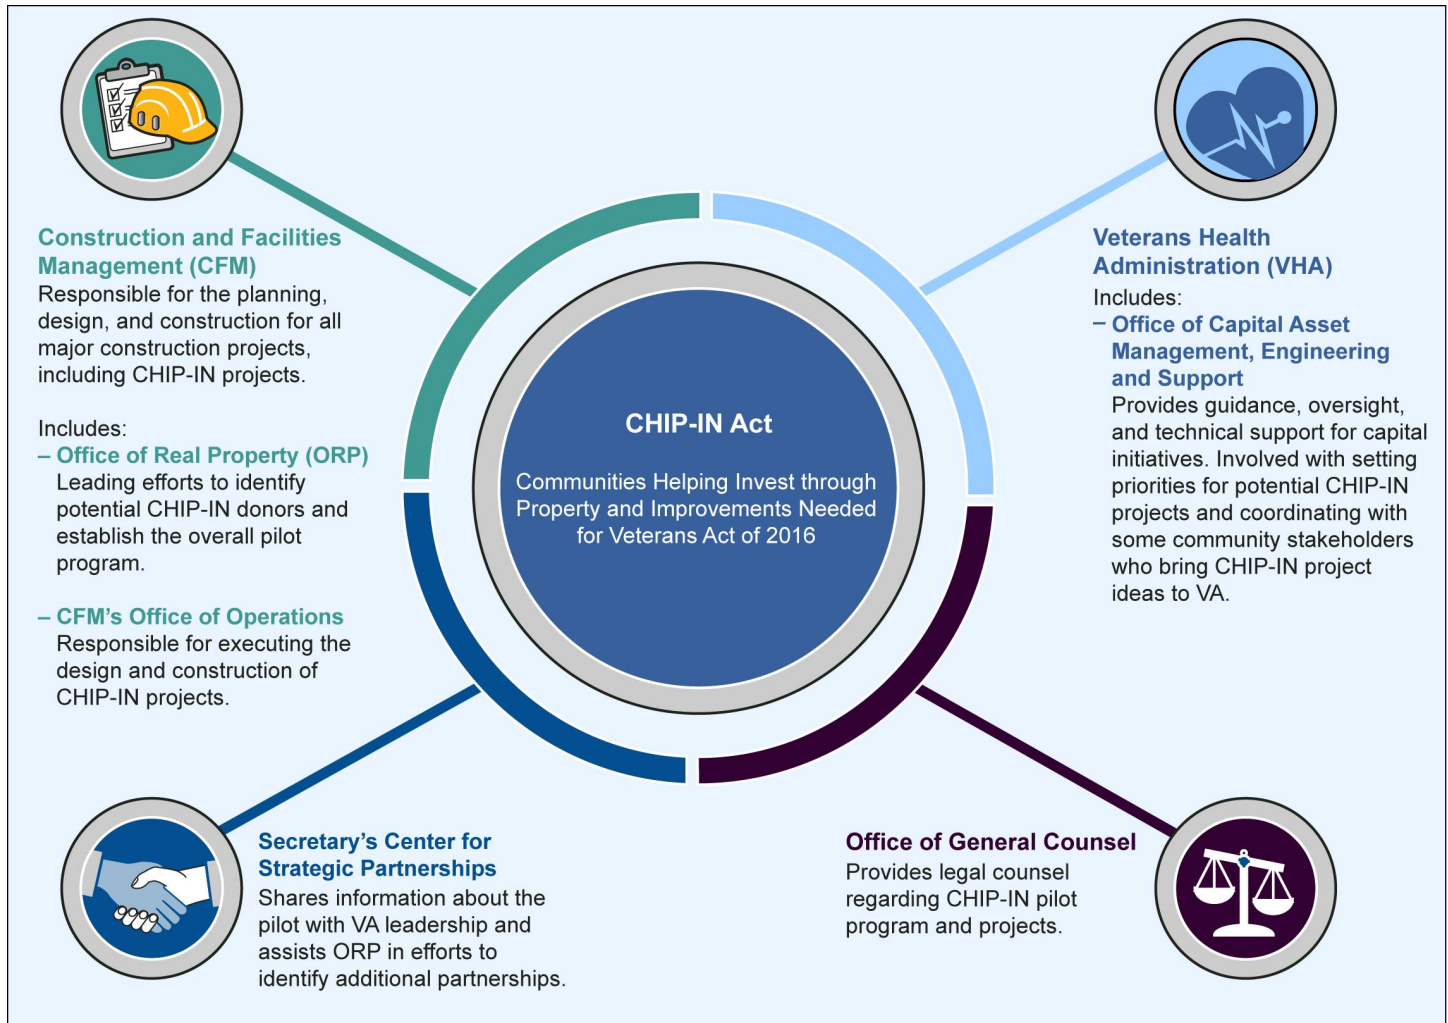 Construction and Facilities
Management (CFM)
Responsible for the planning,
design, and construction for all
major construction projects,
including CHIP-IN projects.
Includes:
– Office of Real Property (ORP)
Leading efforts to identify
potential CHIP-IN donors and
establish the overall pilot
program.
– CFM's Office of Operations
Responsible for executing the
design and construction of
CHIP-IN projects.
CHIP-IN Act
Communities Helping Invest through
Property and Improvements Needed
for Veterans Act of 2016
Veterans Health
Administration (VHA)
Includes:
– Office of Capital Asset
Management, Engineering
and Support
Provides guidance, oversight,
and technical support for capital
initiatives. Involved with setting
priorities for potential CHIP-IN
projects and coordinating with
some community stakeholders
who bring CHIP-IN project
ideas to VA.
Secretary's Center for
Strategic Partnerships
Shares information about the
pilot with VA leadership and
assists ORP in efforts to
identify additional partnerships.
Office of General Counsel
Provides legal counsel
regarding CHIP-IN pilot
program and projects.